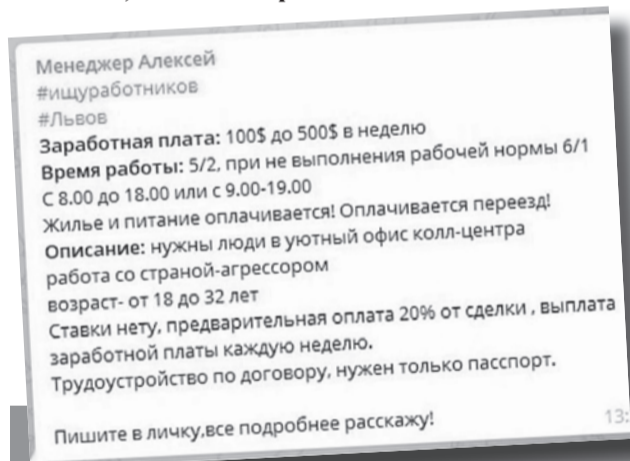 Менеджер Алексей
#ищуработников
#Львов
Заработная плата: 100$ до 500$ в неделю
Время работы: 5/2, при не выполнения рабочей нормы 6/1
С 8.00 до 18.00 или с 9.00-19.00
Жилье и питание оплачивается! Оплачивается переезд!
Описание: нужны люди в уютный офис колл-центра
работа со страной-агрессором
возраст- от 18 до 32 лет
Ставки нету, предварительная оплата 20% от сделки , выплата
заработной платы каждую неделю.
Трудоустройство по договору, нужен только пасспорт.
Пишите в личку,все подробнее расскажу!
13: